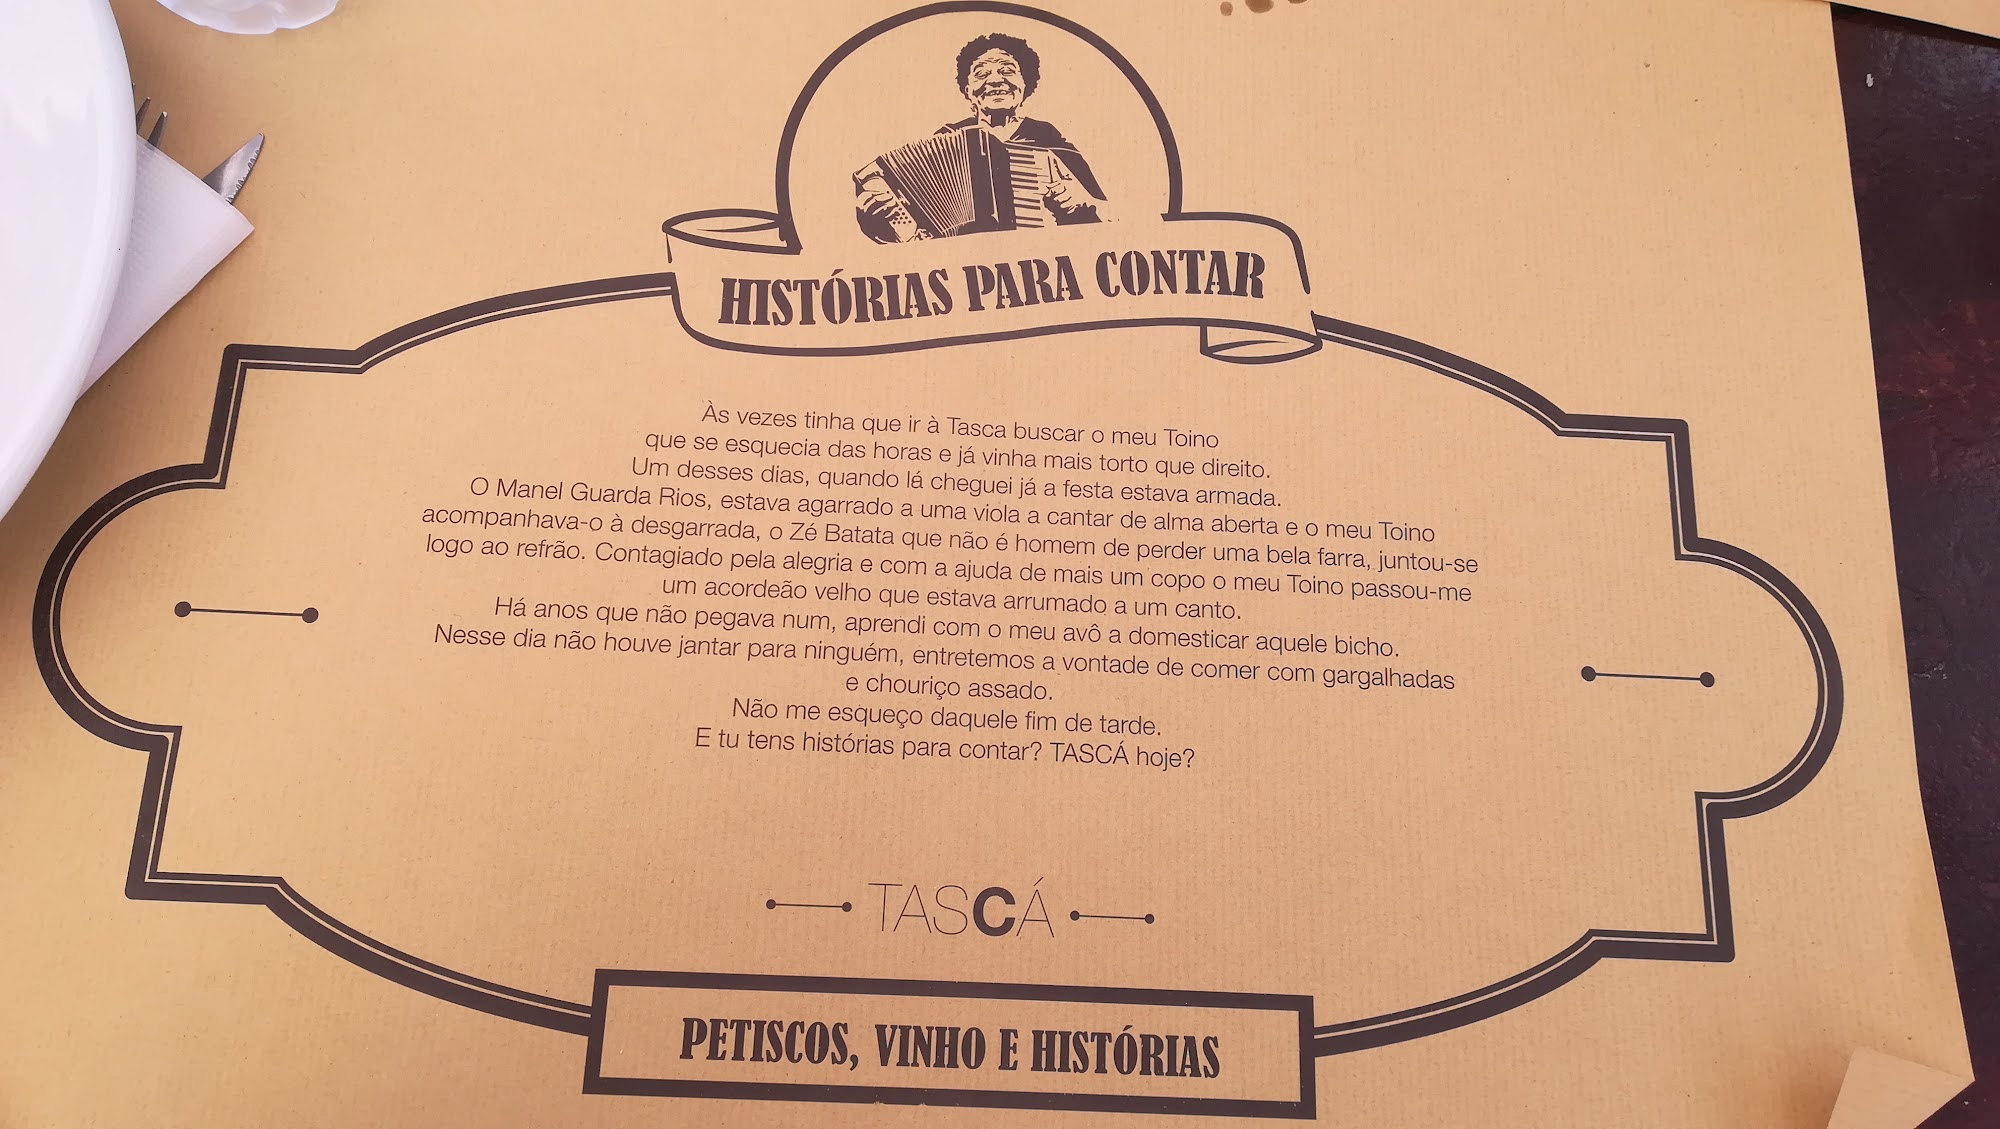 HISTÓRIAS PARA CONTAR
Às vezes tinha que ir à Tasca buscar o meu Toino
que se esquecia das horas e já vinha mais torto que direito.
Um desses dias, quando lá cheguei já a festa estava armada.
O Manel Guarda Rios, estava agarrado a uma viola a cantar de alma aberta e o meu Toino
acompanhava-o à desgarrada, o Zé Batata que não é homem de perder uma bela farra, juntou-se
logo ao refrão. Contagiado pela alegria e com a ajuda de mais um copo o meu Toino passou-me
um acordeão velho que estava arrumado a um canto.
Há anos que não pegava num, aprendi com o meu avô a domesticar aquele bicho.
Nesse dia não houve jantar para ninguém, entretemos a vontade de comer com gargalhadas
e chouriço assado.
Não me esqueço daquele fim de tarde.
E tu tens histórias para contar? TASCÁ hoje?
TASCÁ
PETISCOS, VINHO E HISTÓRIAS